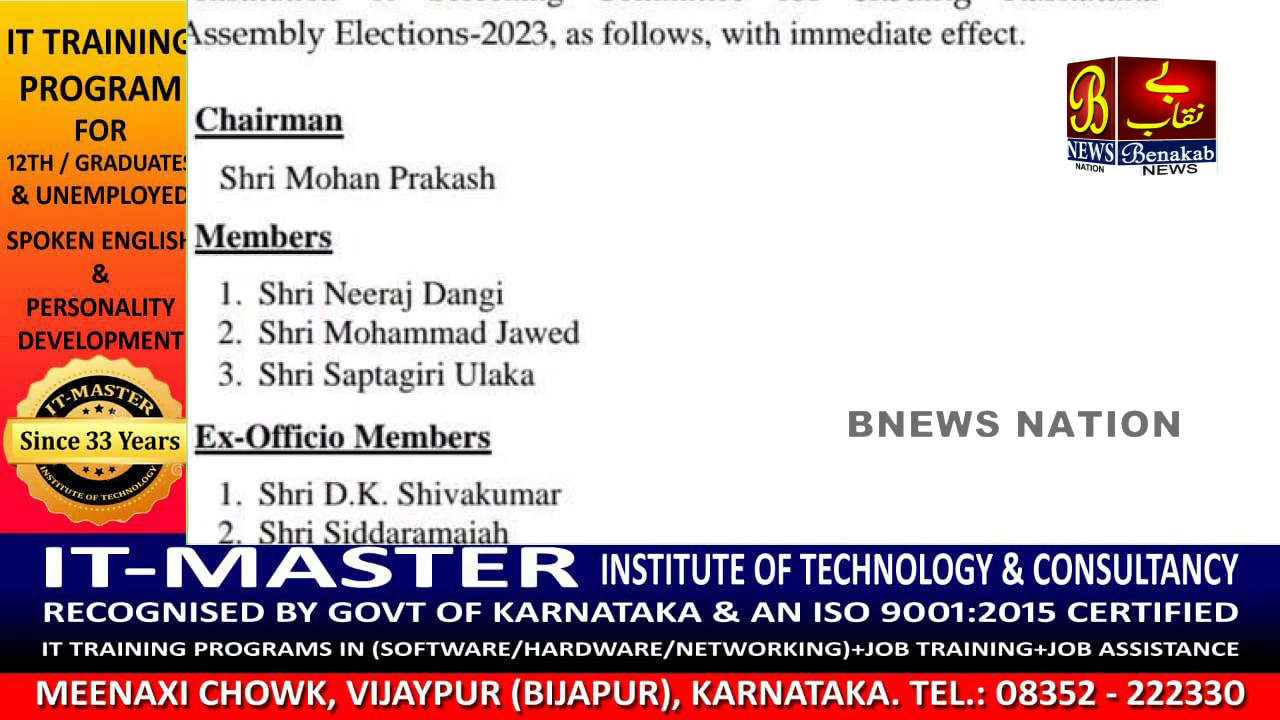 IT TRAINING
PROGRAM
FOR
12TH / GRADUATES
& UNEMPLOYED
SPOKEN ENGLISH
&
PERSONALITY
DEVELOPMENT
IT-MASTER
Since 33 Years
INSTITUTE OF TECHNOLOGY
Assembly Elections-2023, as follows, with immediate effect.
Chairman
Shri Mohan Prakash
Members
1. Shri Neeraj Dangi
2. Shri Mohammad Jawed
3. Shri Saptagiri Ulaka
Ex-Officio Members
1. Shri D.K. Shivakumar
2. Shri Siddaramaiah
B
NEWS
NATION
بے
نقاب
Benakab
NEWS
BNEWS NATION
IT-MASTER INSTITUTE OF TECHNOLOGY & CONSULTANCY
RECOGNISED BY GOVT OF KARNATAKA & AN ISO 9001:2015 CERTIFIED
IT TRAINING PROGRAMS IN (SOFTWARE/HARDWARE/NETWORKING)+JOB TRAINING+JOB ASSISTANCE
MEENAXI CHOWK, VIJAYPUR (BIJAPUR), KARNATAKA. TEL.: 08352 - 222330